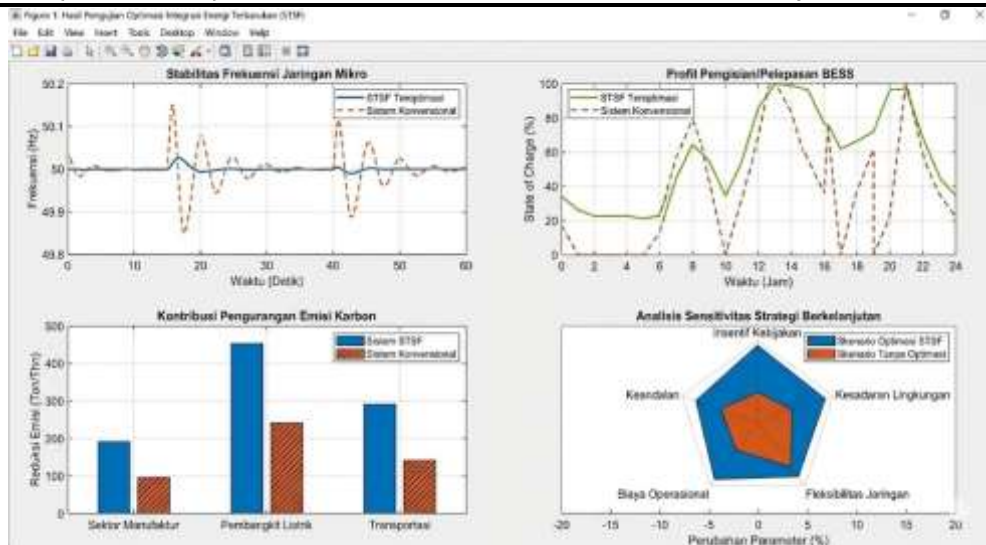 Figure 1: Hasil Pengujian Optimasi Integrasi Energi Terbarukan (STSF)
File Edit View Insert Tools Desktop Window Help
Stabilitas Frekuensi Jaringan Mikro
50.2
50.1
50
49.9
49.8
Frekuensi (Hz)
STSF Teroptimasi
Sistem Konvensional
0 10 20 30 40 50 60
Waktu (Detik)
Profil Pengisian/Pelepasan BESS
100
80
60
40
20
0
State of Charge (%)
STSF Teroptimasi
Sistem Konvensional
0 2 4 6 8 10 12 14 16 18 20 22 24
Waktu (Jam)
Kontribusi Pengurangan Emisi Karbon
500
400
300
200
100
0
Reduksi Emisi (Ton/Thn)
Sistem STSF
Sistem Konvensional
Sektor Manufaktur Pembangkit Listrik Transportasi
Analisis Sensitivitas Strategi Berkelanjutan
Insentif Kebijakan
Skenario Optimasi STSF
Skenario Tanpa Optimasi
Keandalan
Kesadaran Lingkungan
Biaya Operasional
Fleksibilitas Jaringan
-20 -15 -10 -5 0 5 10 15 20
Perubahan Parameter (%)